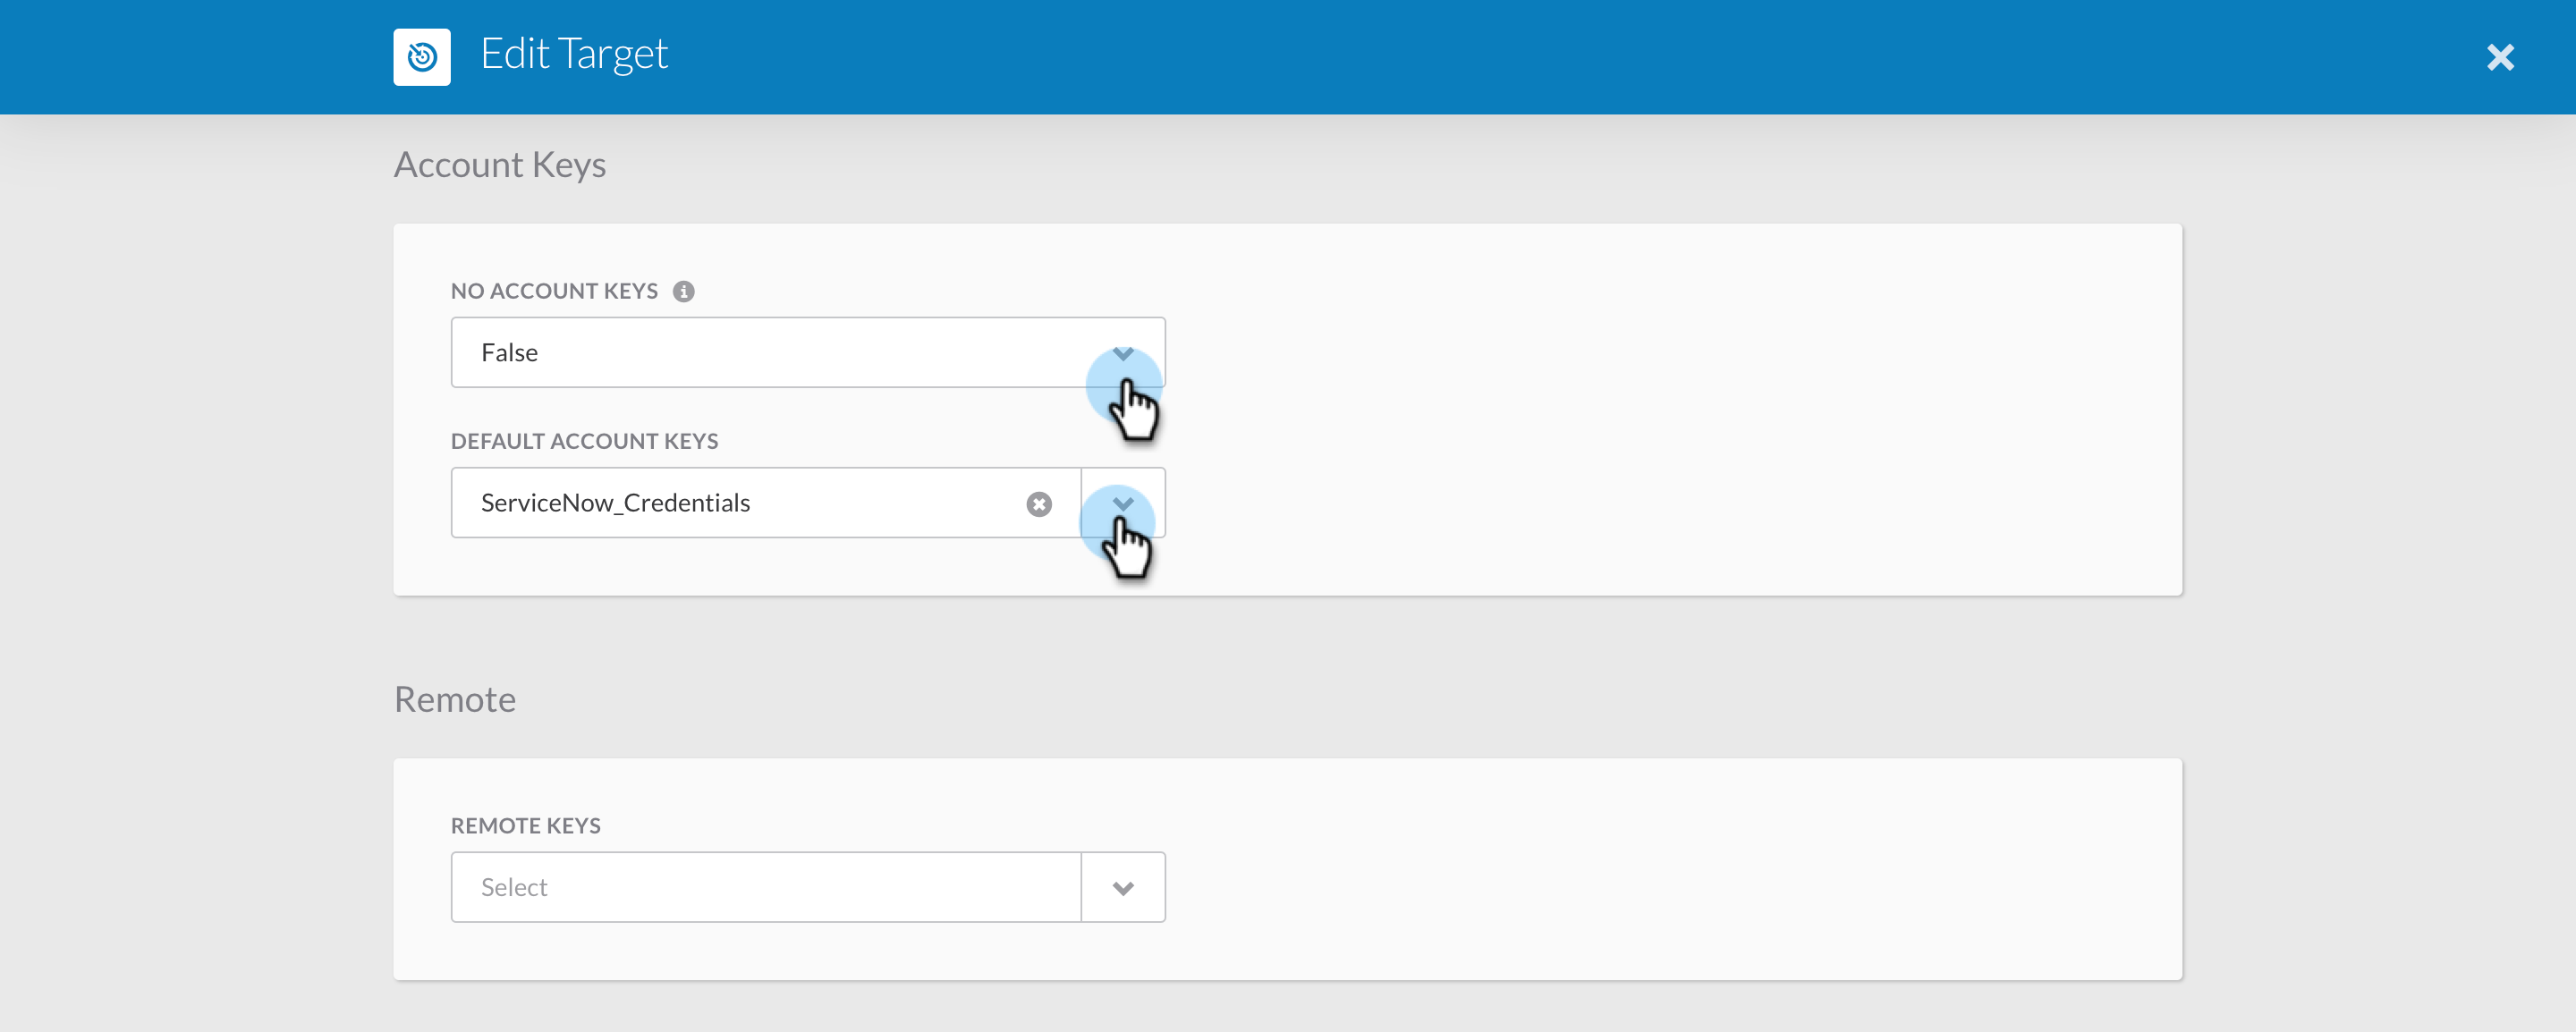 Edit Target
Account Keys
NO ACCOUNT KEYS
False
DEFAULT ACCOUNT KEYS
ServiceNow_Credentials
Remote
REMOTE KEYS
Select